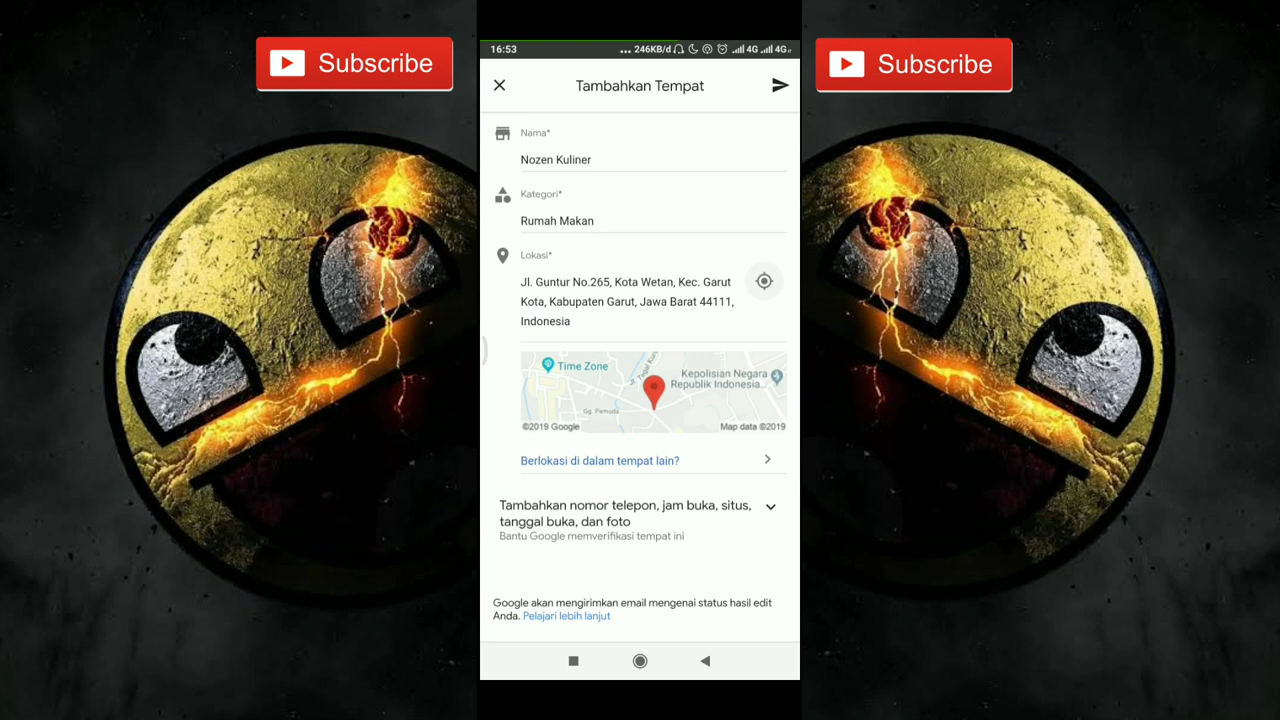 Subscribe
Subscribe
16:53
... 246KB/d
4G
4G
Tambahkan Tempat
Nama*
Nozen Kuliner
Kategori*
Rumah Makan
Lokasi*
Jl. Guntur No.265, Kota Wetan, Kec. Garut
Kota, Kabupaten Garut, Jawa Barat 44111,
Indonesia
Time Zone
Kepolisian Negara
Republik Indonesia...
Gg. Pemuda
©2019 Google
Map data ©2019
Berlokasi di dalam tempat lain?
Tambahkan nomor telepon, jam buka, situs,
tanggal buka, dan foto
Bantu Google memverifikasi tempat ini
Google akan mengirimkan email mengenai status hasil edit
Anda. Pelajari lebih lanjut